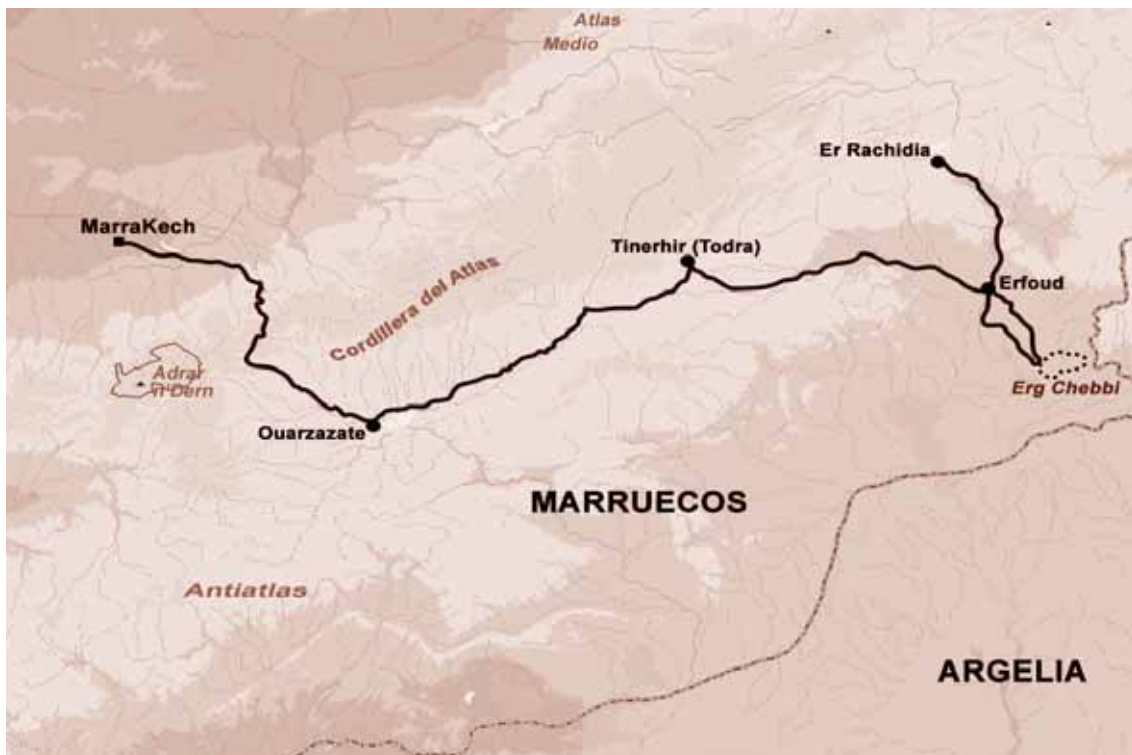 Atlas
Medio
Er Rachidia
MarraKech
Tinerhir (Todra)
Cordillera del Atlas
Erfoud
Adrar
n'Dern
Erg Chebbi
Ouarzazate
MARRUECOS
Antiatlas
ARGELIA